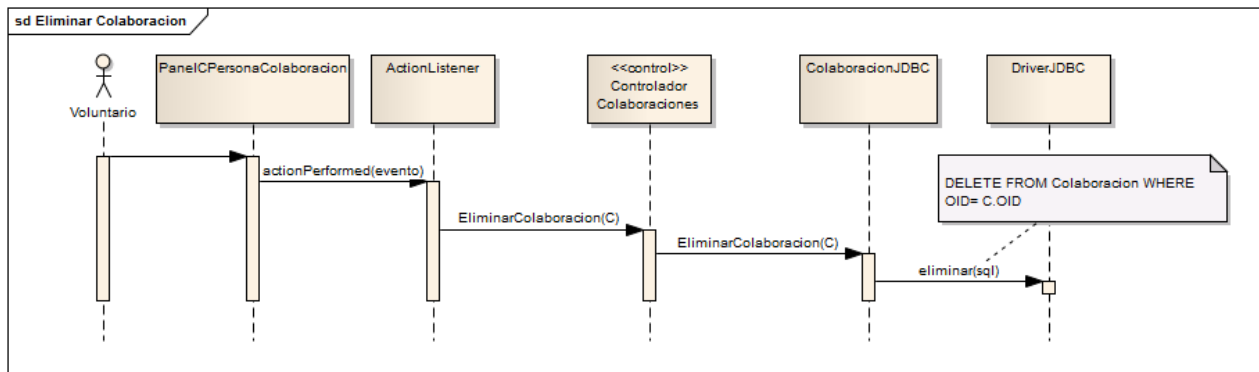 sd Eliminar Colaboracion
Voluntario
PanelCPersonaColaboracion
ActionListener
<<control>>
Controlador
Colaboraciones
ColaboracionJDBC
DriverJDBC
actionPerformed(evento)
DELETE FROM Colaboracion WHERE
OID= C.OID
EliminarColaboracion(C)
EliminarColaboracion(C)
eliminar(sql)